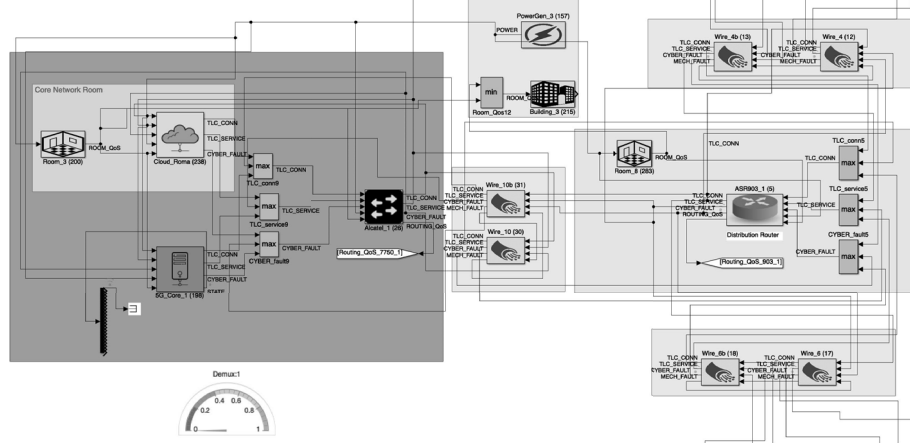 PowerGen_3 (157)
POWER
min
Room_Qos12
ROOM_Q
Building_3 (215)
Wire_4b (13)
TLC_CONN
TLC_SERVICE
CYBER_FAULT
MECH_FAULT
Wire_4 (12)
TLC_CONN
TLC_SERVICE
CYBER_FAULT
MECH_FAULT
Core Network Room
Room_3 (200)
ROOM_QoS
Cloud_Roma (238)
TLC_CONN
TLC_SERVICE
CYBER_FAULT
max
TLC_CONN
TLC_conn9
max
TLC_SERVICE
TLC_service9
max
CYBER_FAULT
CYBER_fault9
Alcatel_1 (26)
TLC_CONN
TLC_SERVICE
CYBER_FAULT
ROUTING_QoS
[Routing_QoS_7750_1]
SG_Core_1 (198)
TLC_CONN
TLC_SERVICE
CYBER_FAULT
STATE
Wire_10b (31)
TLC_CONN
TLC_SERVICE
CYBER_FAULT
MECH_FAULT
Wire_10 (30)
TLC_CONN
TLC_SERVICE
CYBER_FAULT
MECH_FAULT
Room_8 (283)
ROOM_QoS
TLC_CONN
ASR903_1 (5)
TLC_CONN
TLC_SERVICE
CYBER_FAULT
ROUTING_QoS
Distribution Router
[Routing_QoS_903_1]
TLC_conn5
max
TLC_CONN
TLC_service5
max
TLC_SERVICE
CYBER_fault5
max
CYBER_FAULT
Wire_6b (18)
TLC_CONN
TLC_SERVICE
CYBER_FAULT
MECH_FAULT
Wire_6 (17)
TLC_CONN
TLC_SERVICE
CYBER_FAULT
MECH_FAULT
Demux:1
0
0.2
0.4
0.6
0.8
1